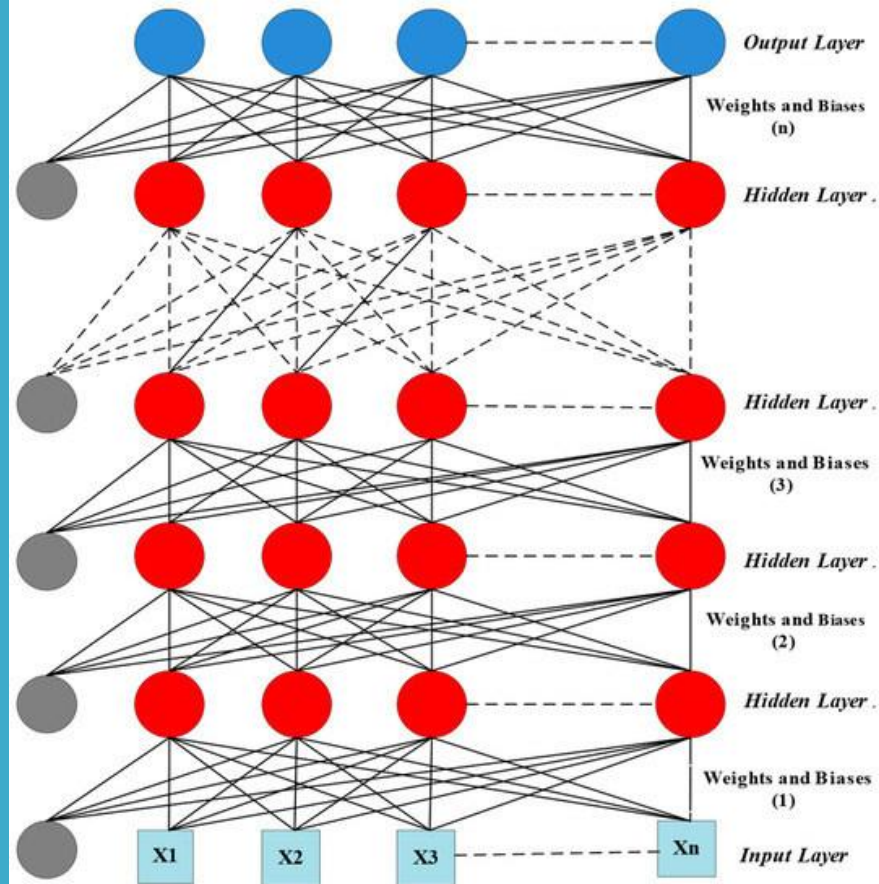 Output Layer
Weights and Biases
(n)
Hidden Layer .
Hidden Layer .
Weights and Biases
(3)
Hidden Layer .
Weights and Biases
(2)
Hidden Layer .
Weights and Biases
(1)
X1 X2 X3 Xn Input Layer